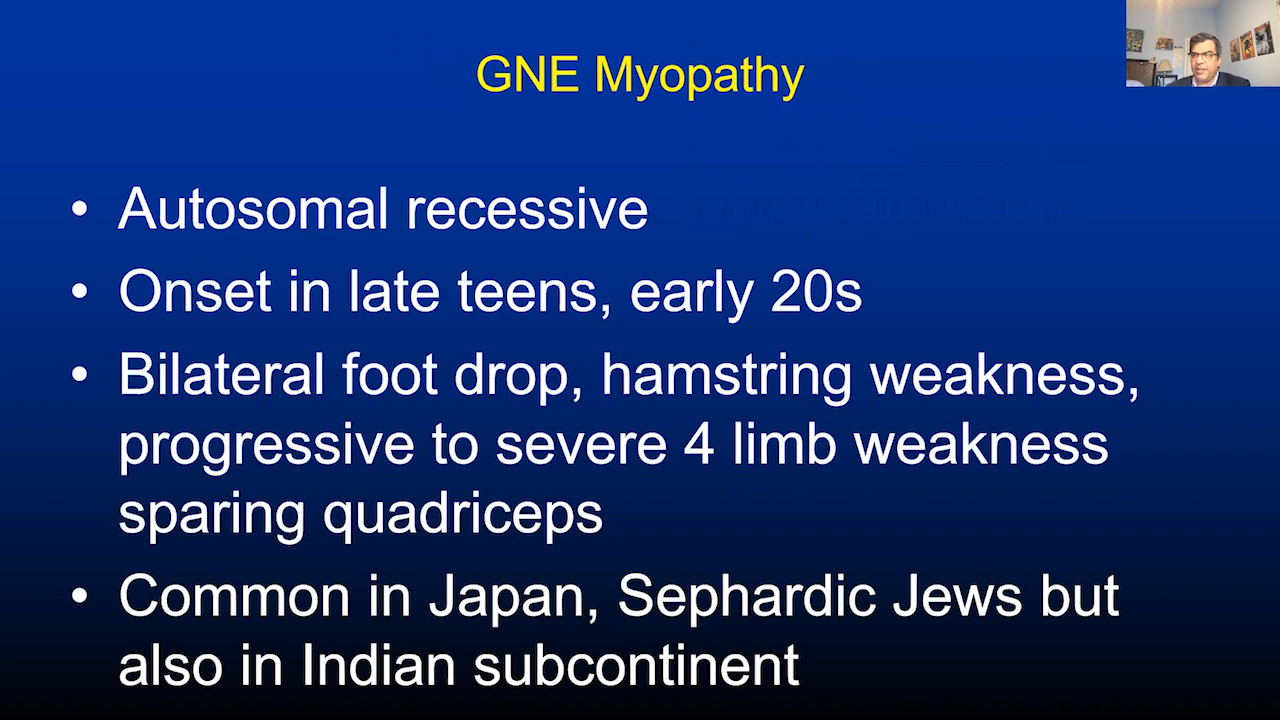 GNE Myopathy
• Autosomal recessive
• Onset in late teens, early 20s
• Bilateral foot drop, hamstring weakness,
progressive to severe 4 limb weakness
sparing quadriceps
• Common in Japan, Sephardic Jews but
also in Indian subcontinent